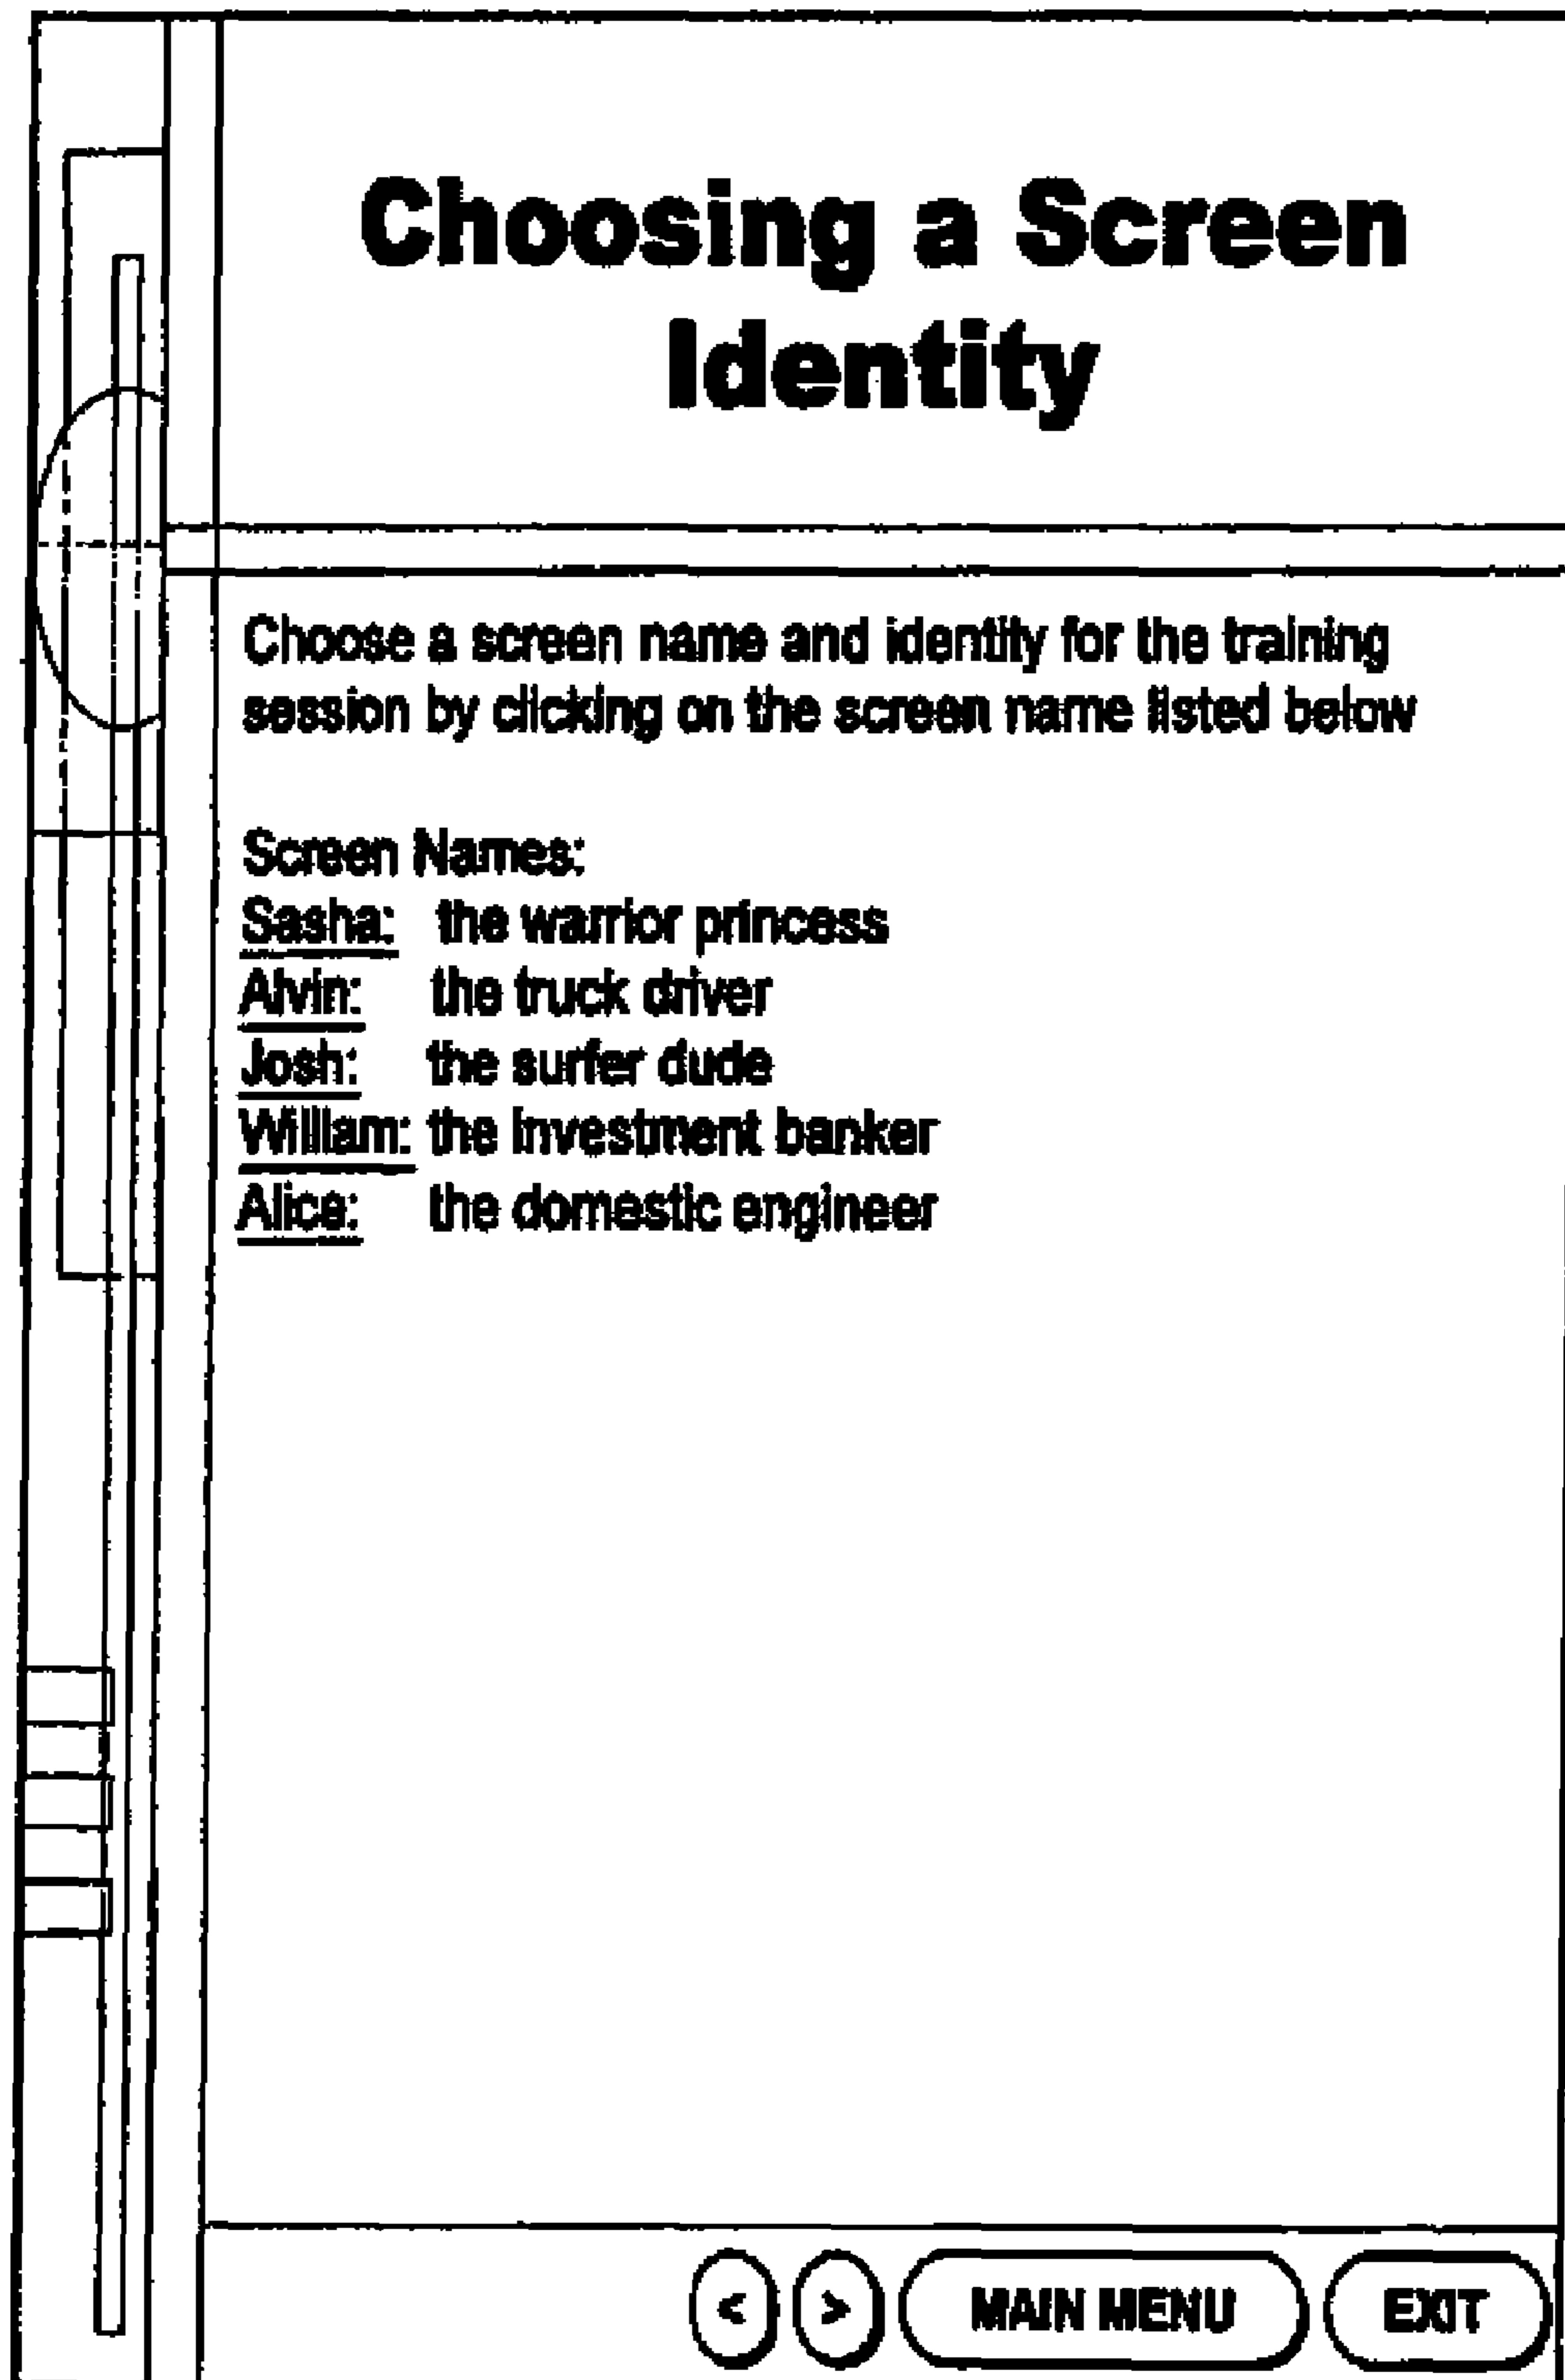 Choosing a Screen
Identity
Choose a screen name and identity for the training
session by clicking on the screen name listed below
Screen Names:
Sasha: the warrior princess
Alvin: the truck driver
Josh: the surfer dude
William: the investment banker
Alice: the domestic engineer
< > MAIN MENU EXIT